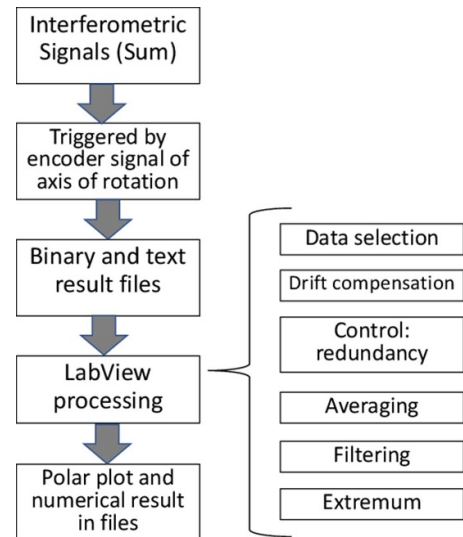 Interferometric
Signals (Sum)
Triggered by
encoder signal of
axis of rotation
Binary and text
result files
LabView
processing
Polar plot and
numerical result
in files
Data selection
Drift compensation
Control:
redundancy
Averaging
Filtering
Extremum